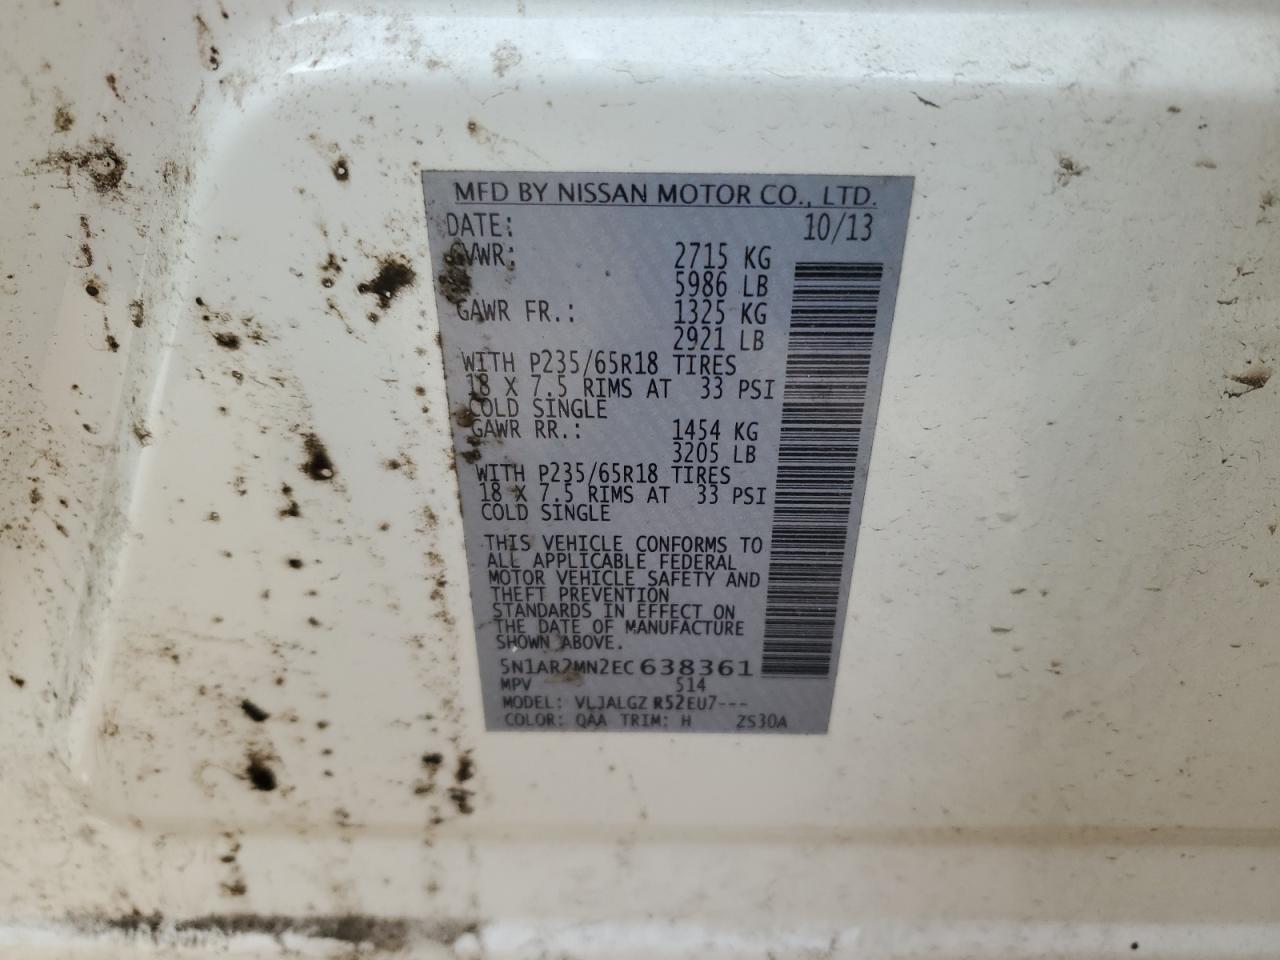 MFD BY NISSAN MOTOR CO., LTD.
DATE: 10/13
GVWR: 2715 KG
5986 LB
GAWR FR.: 1325 KG
2921 LB
WITH P235/65R18 TIRES
18 X 7.5 RIMS AT 33 PSI
COLD SINGLE
GAWR RR.: 1454 KG
3205 LB
WITH P235/65R18 TIRES
18 X 7.5 RIMS AT 33 PSI
COLD SINGLE
THIS VEHICLE CONFORMS TO
ALL APPLICABLE FEDERAL
MOTOR VEHICLE SAFETY AND
THEFT PREVENTION
STANDARDS IN EFFECT ON
THE DATE OF MANUFACTURE
SHOWN ABOVE.
5N1AR2MN2EC638361
MPV 514
MODEL: VLJALGZ R52EU7---
COLOR: QAA TRIM: H ZS30A